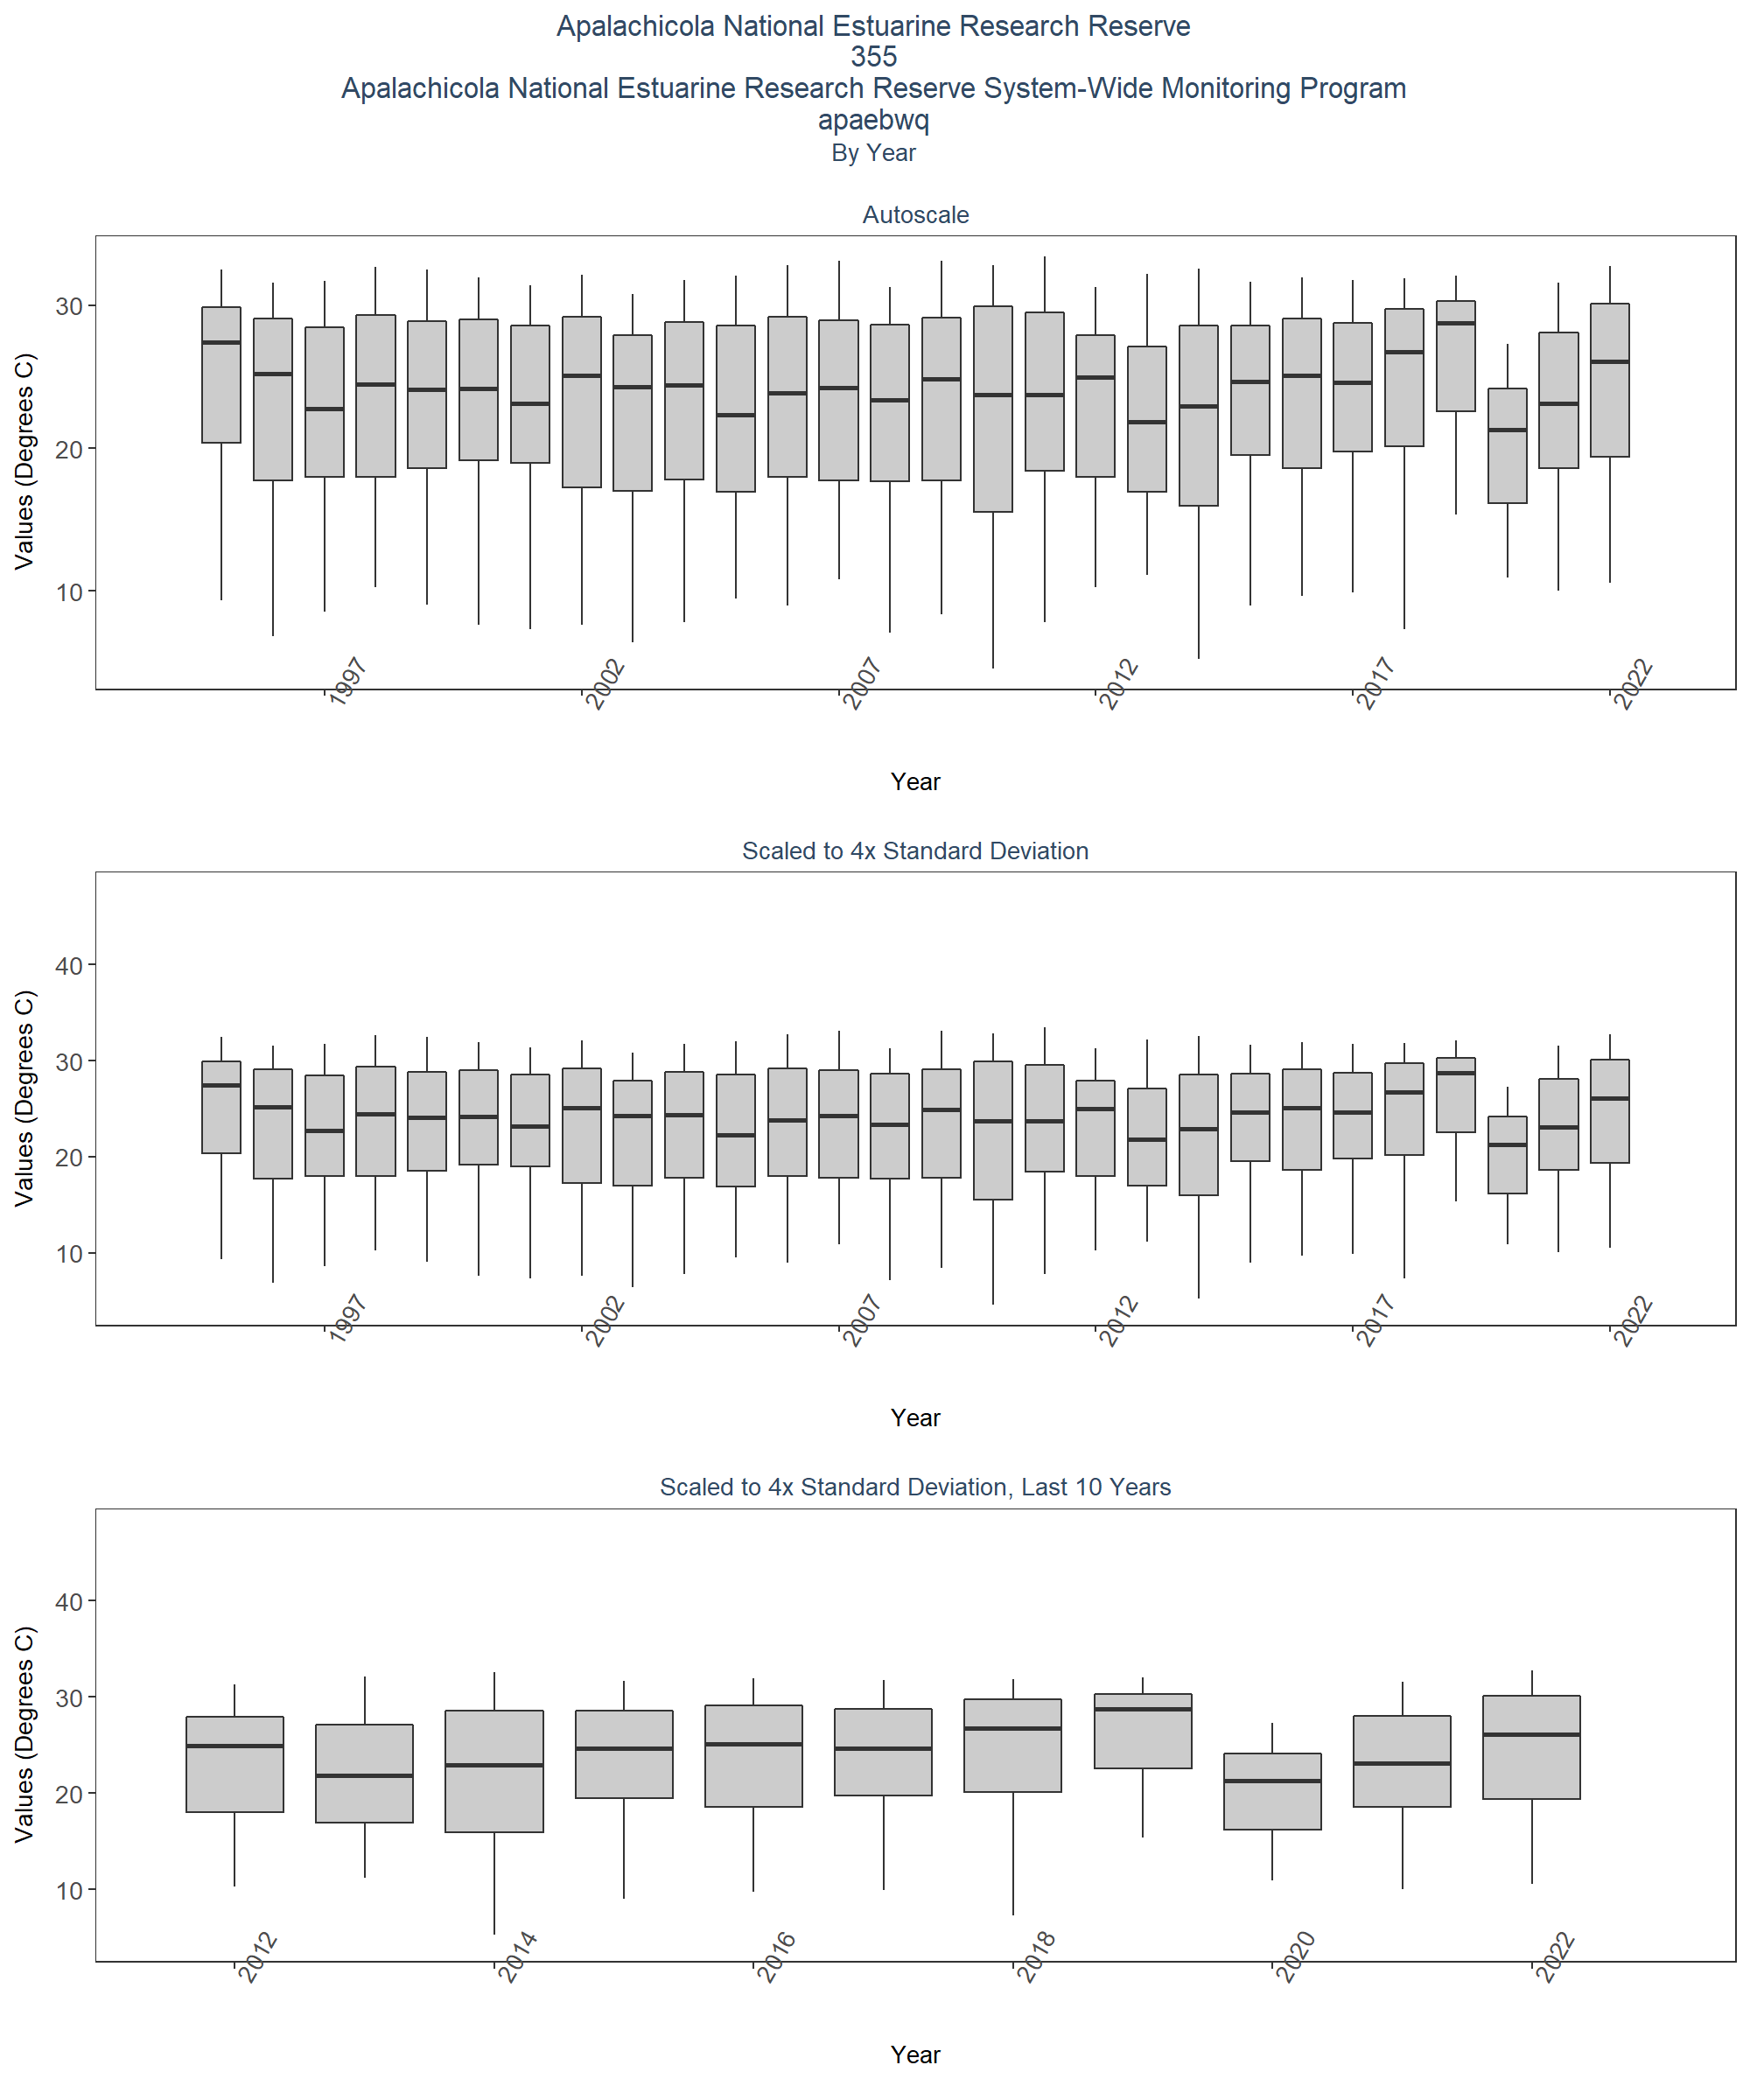 Apalachicola National Estuarine Research Reserve
355
Apalachicola National Estuarine Research Reserve System-Wide Monitoring Program
apaebwq
By Year
Autoscale
Values (Degrees C)
30
20
10
1997
2002
2007
2012
2017
2022
Year
Scaled to 4x Standard Deviation
Values (Degrees C)
40
30
20
10
1997
2002
2007
2012
2017
2022
Year
Scaled to 4x Standard Deviation, Last 10 Years
Values (Degrees C)
40
30
20
10
2012
2014
2016
2018
2020
2022
Year